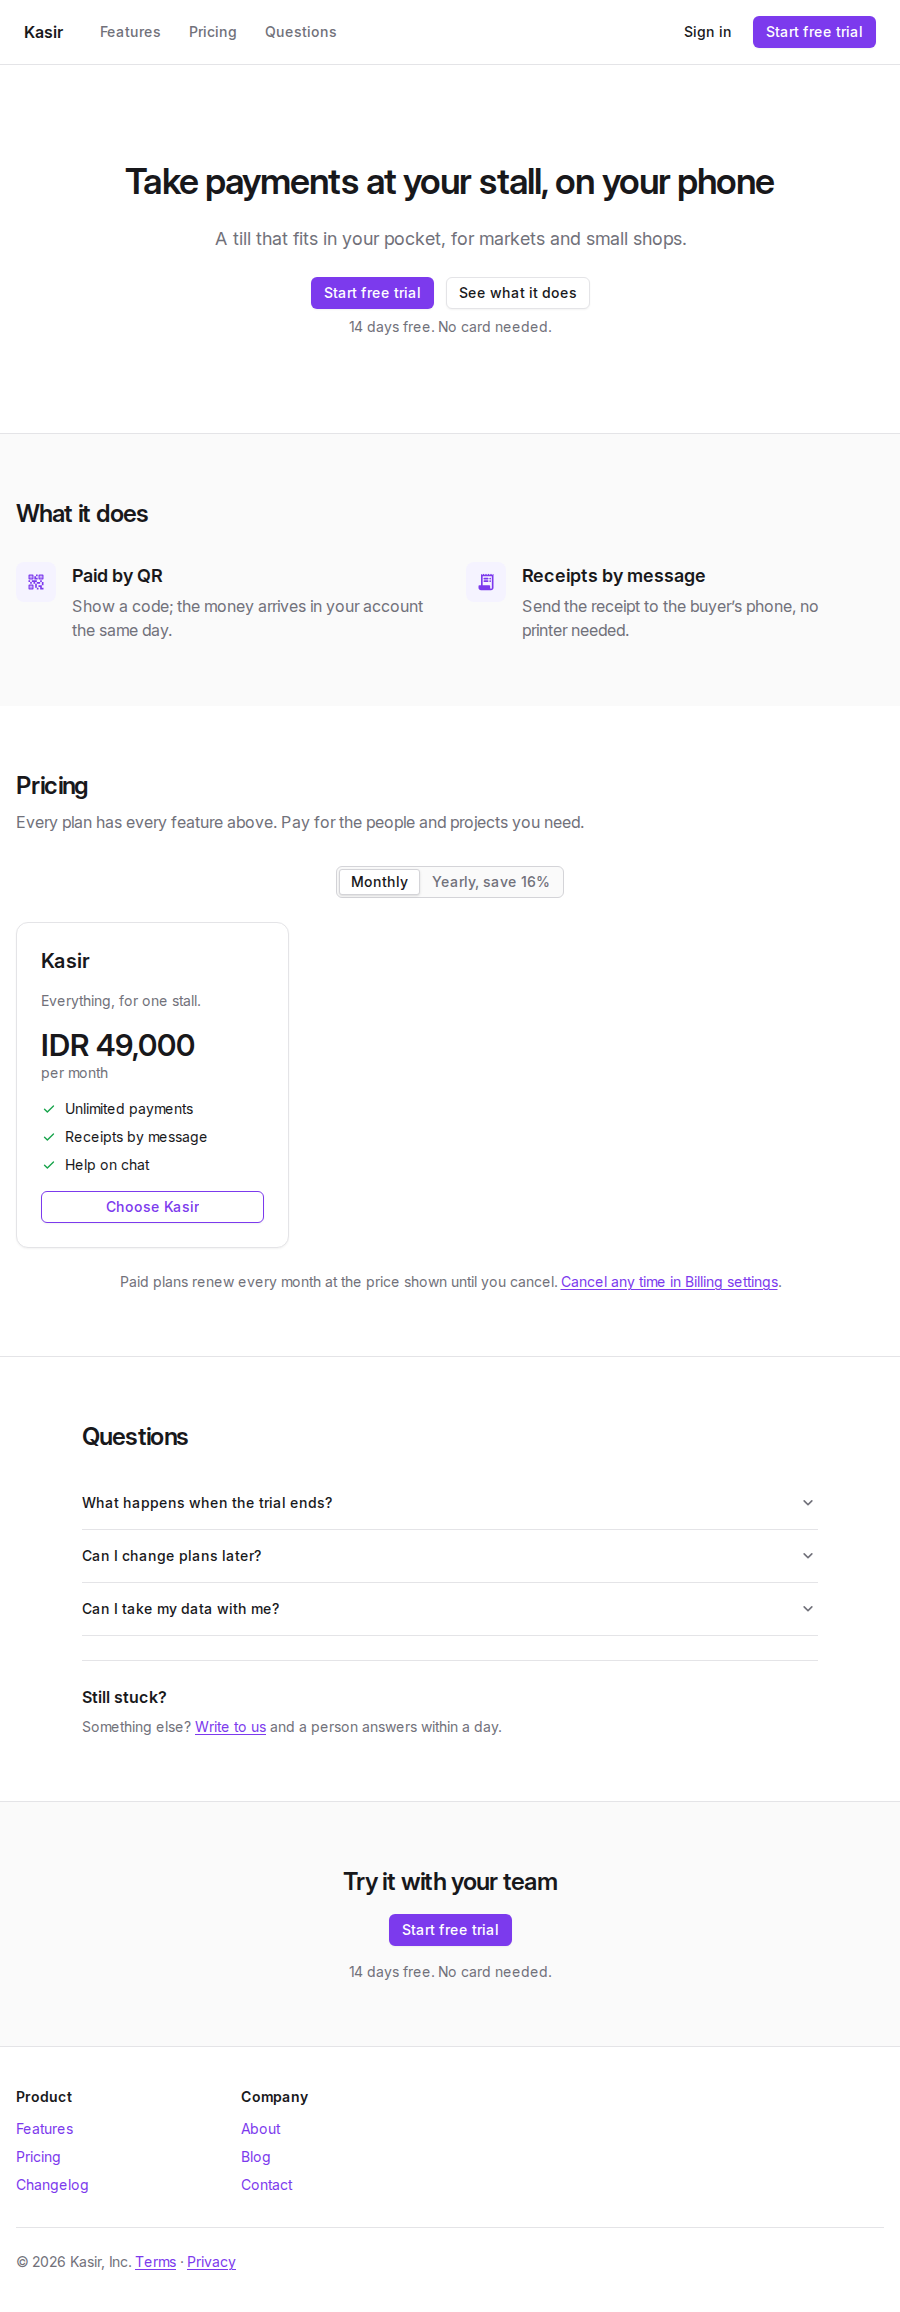 Kasir Features Pricing Questions Sign in Start free trial
Take payments at your stall, on your phone
A till that fits in your pocket, for markets and small shops.
Start free trial See what it does
14 days free. No card needed.
What it does
Paid by QR
Show a code; the money arrives in your account
the same day.
Receipts by message
Send the receipt to the buyer's phone, no
printer needed.
Pricing
Every plan has every feature above. Pay for the people and projects you need.
Monthly Yearly, save 16%
Kasir
Everything, for one stall.
IDR 49,000
per month
Unlimited payments
Receipts by message
Help on chat
Choose Kasir
Paid plans renew every month at the price shown until you cancel. Cancel any time in Billing settings.
Questions
What happens when the trial ends?
Can I change plans later?
Can I take my data with me?
Still stuck?
Something else? Write to us and a person answers within a day.
Try it with your team
Start free trial
14 days free. No card needed.
Product
Features
Pricing
Changelog
Company
About
Blog
Contact
© 2026 Kasir, Inc. Terms · Privacy